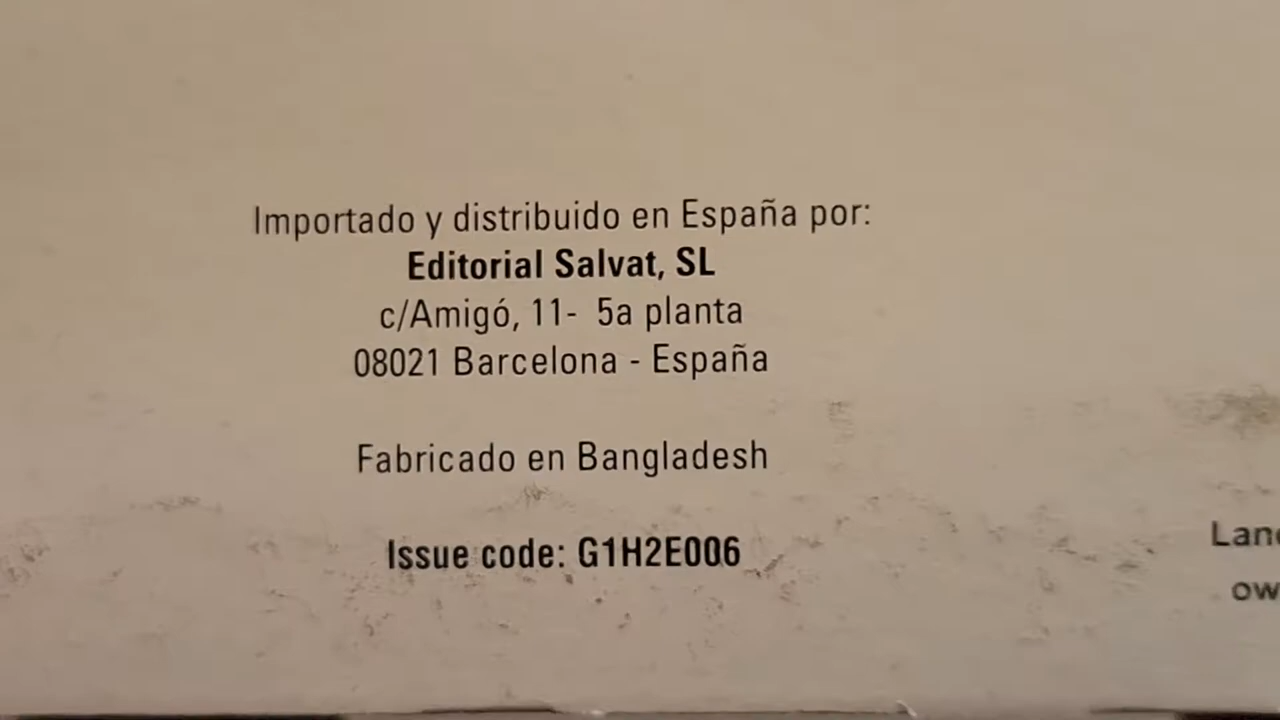 Importado y distribuido en España por:
Editorial Salvat, SL
c/Amigó, 11- 5a planta
08021 Barcelona - España
Fabricado en Bangladesh
Issue code: G1H2E006